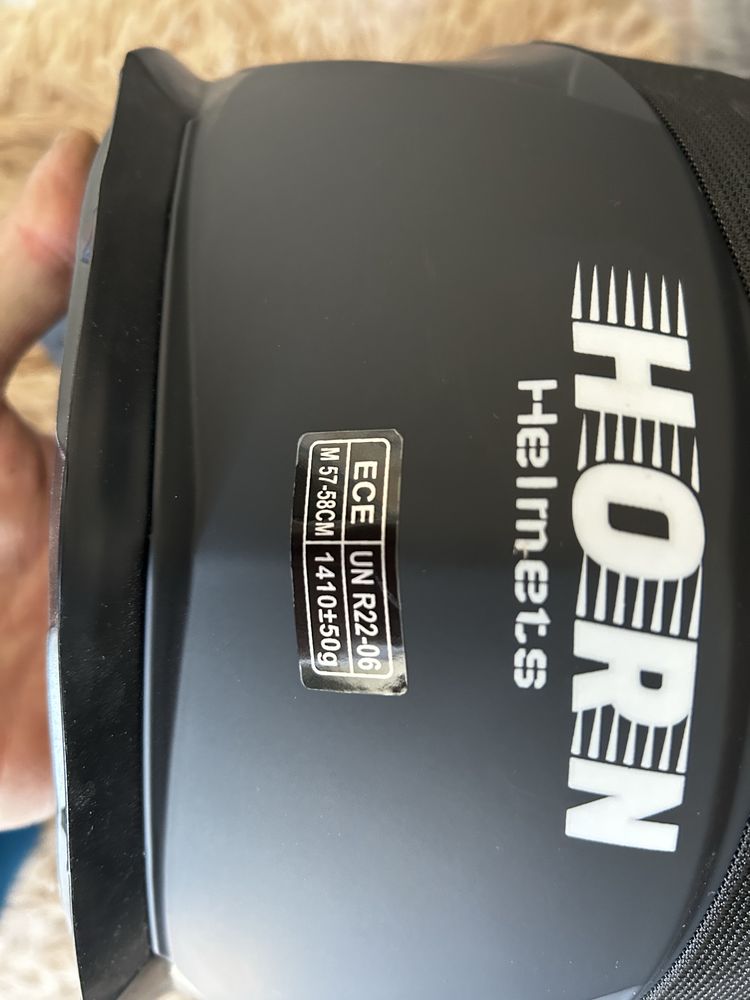 HORN
Helmets
ECE UN R22-06
M 57-58CM 1410±50g